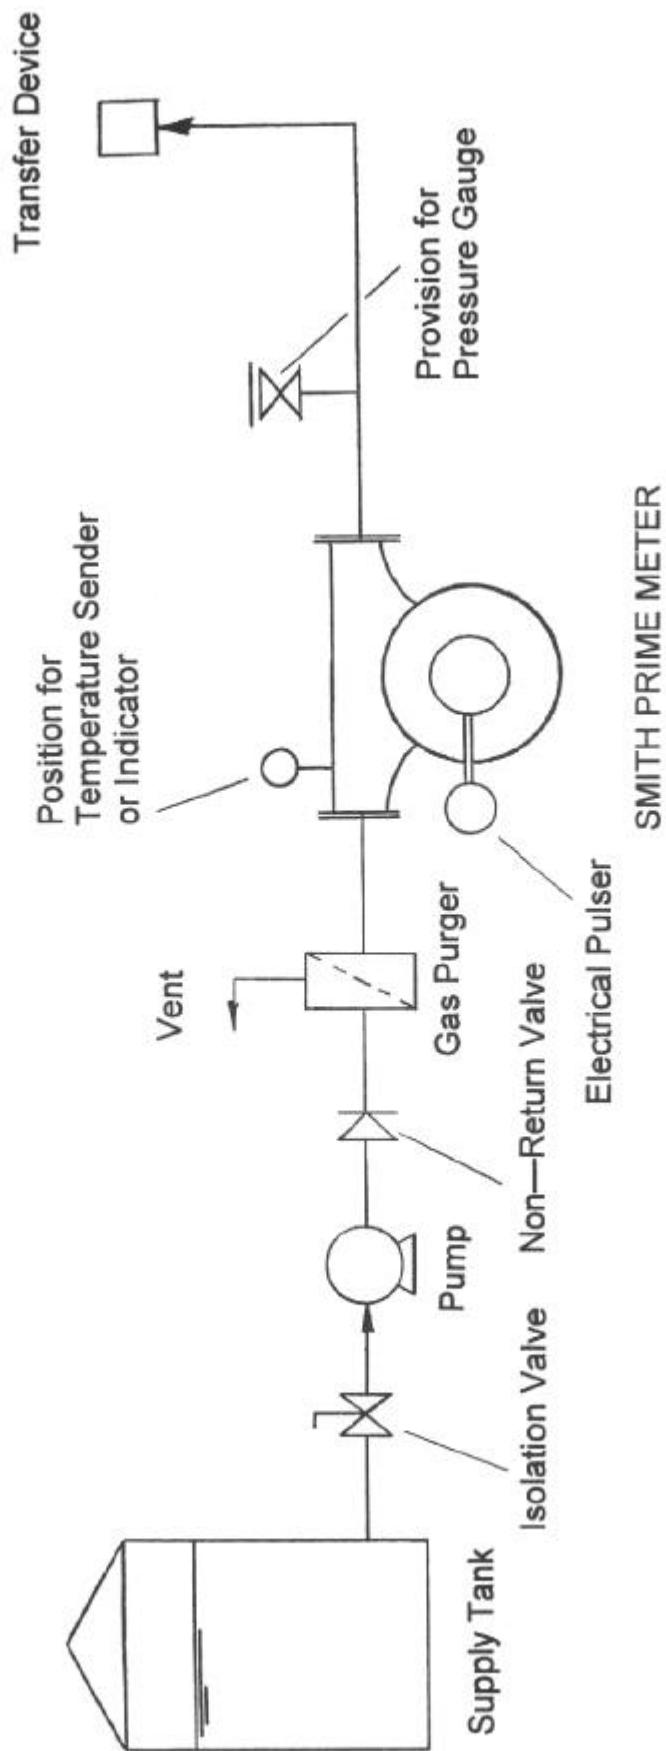 Transfer Device
Provision for
Pressure Gauge
Position for
Temperature Sender
or Indicator
SMITH PRIME METER
Vent
Gas Purger
Electrical Pulser
Non—Return Valve
Pump
Isolation Valve
Supply Tank